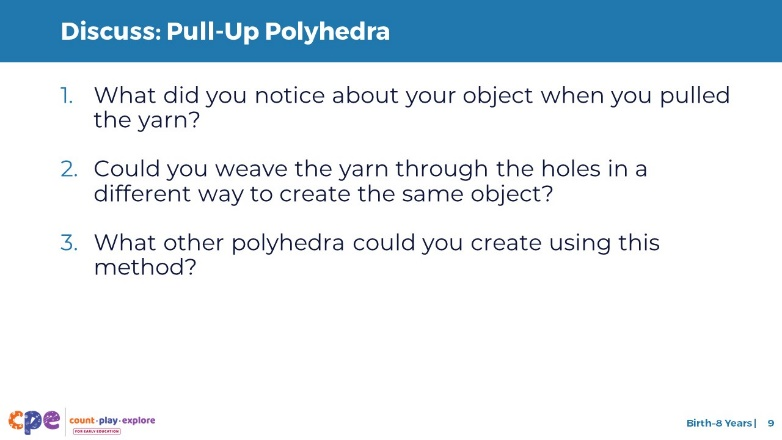 Discuss: Pull-Up Polyhedra
1. What did you notice about your object when you pulled
the yarn?
2. Could you weave the yarn through the holes in a
different way to create the same object?
3. What other polyhedra could you create using this
method?
cpe
count·play·explore
FOR EARLY EDUCATION
Birth–8 Years | 9